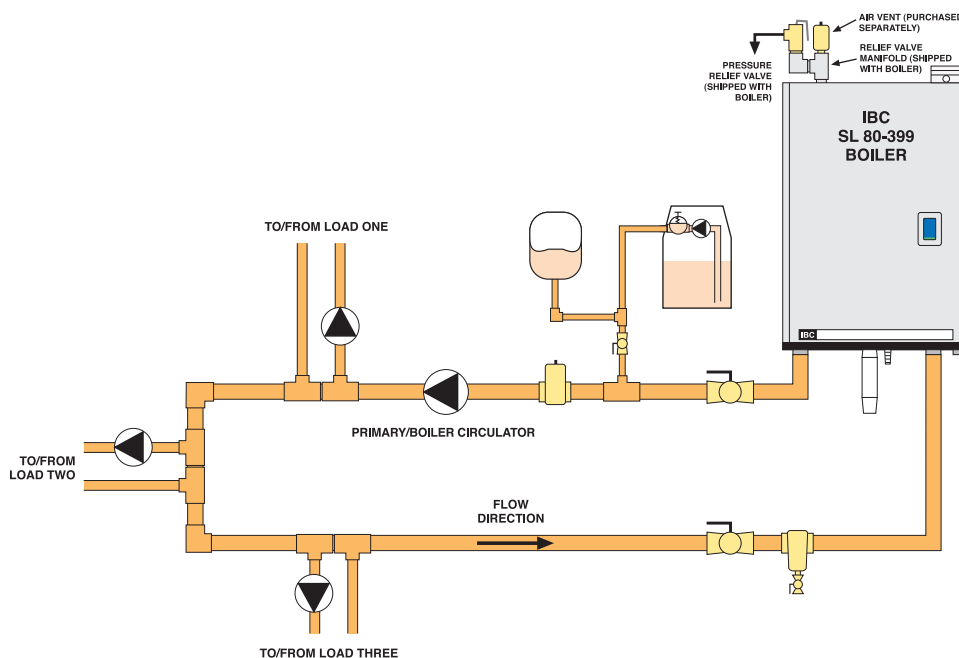 AIR VENT (PURCHASED
SEPARATELY)
RELIEF VALVE
MANIFOLD (SHIPPED
WITH BOILER)
PRESSURE
RELIEF VALVE
(SHIPPED WITH
BOILER)
IBC
SL 80-399
BOILER
TO/FROM LOAD ONE
IBC
PRIMARY/BOILER CIRCULATOR
TO/FROM
LOAD TWO
FLOW
DIRECTION
TO/FROM LOAD THREE